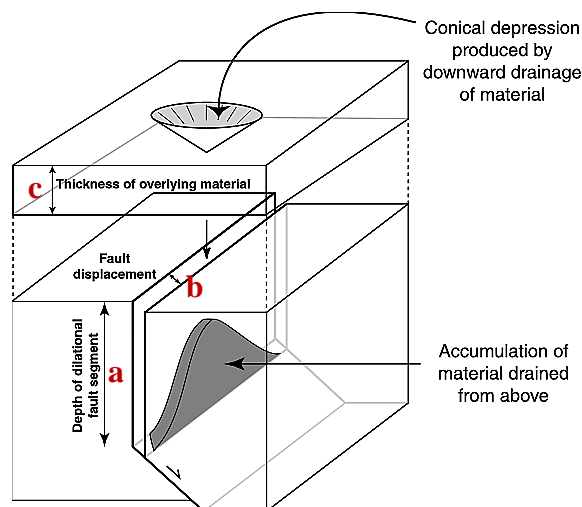 Conical depression
produced by
downward drainage
of material
c
Thickness of overlying material
Fault
displacement
b
Depth of dilational
fault segment
a
Accumulation of
material drained
from above